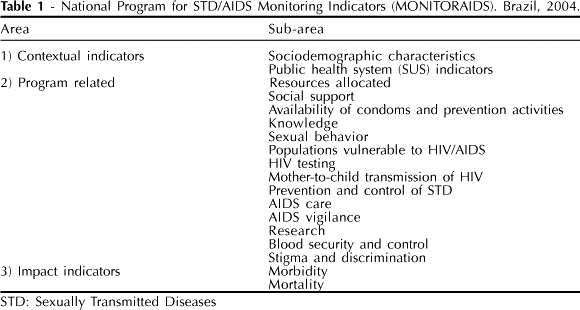 Table 1 - National Program for STD/AIDS Monitoring Indicators (MONITORAIDS). Brazil, 2004.
Area Sub-area
1) Contextual indicators Sociodemographic characteristics
Public health system (SUS) indicators
2) Program related Resources allocated
Social support
Availability of condoms and prevention activities
Knowledge
Sexual behavior
Populations vulnerable to HIV/AIDS
HIV testing
Mother-to-child transmission of HIV
Prevention and control of STD
AIDS care
AIDS vigilance
Research
Blood security and control
Stigma and discrimination
3) Impact indicators Morbidity
Mortality
STD: Sexually Transmitted Diseases